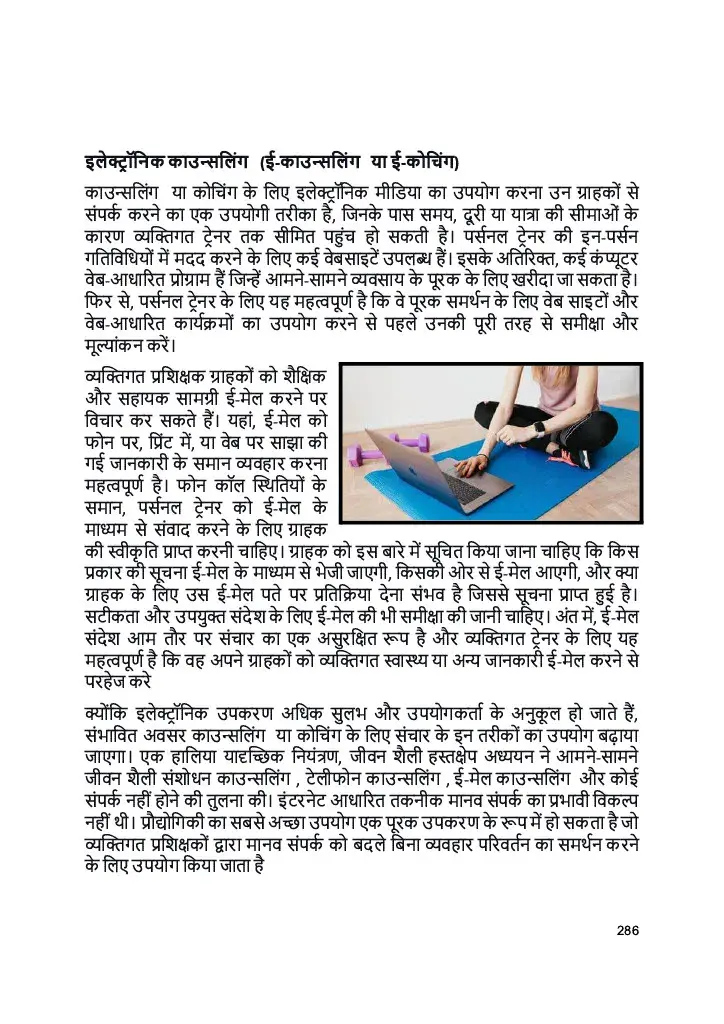 इलेक्ट्रॉनिक काउन्सलिंग (ई-काउन्सलिंग या ई-कोचिंग)
काउन्सलिंग या कोचिंग के लिए इलेक्ट्रॉनिक मीडिया का उपयोग करना उन ग्राहकों से
संपर्क करने का एक उपयोगी तरीका है, जिनके पास समय, दूरी या यात्रा की सीमाओं के
कारण व्यक्तिगत ट्रेनर तक सीमित पहुंच हो सकती है। पर्सनल ट्रेनर की इन-पर्सन
गतिविधियों में मदद करने के लिए कई वेबसाइटें उपलब्ध हैं। इसके अतिरिक्त, कई कंप्यूटर
वेब-आधारित प्रोग्राम हैं जिन्हें आमने-सामने व्यवसाय के पूरक के लिए खरीदा जा सकता है।
फिर से, पर्सनल ट्रेनर के लिए यह महत्वपूर्ण है कि वे पूरक समर्थन के लिए वेब साइटों और
वेब-आधारित कार्यक्रमों का उपयोग करने से पहले उनकी पूरी तरह से समीक्षा और
मूल्यांकन करें।
व्यक्तिगत प्रशिक्षक ग्राहकों को शैक्षिक
और सहायक सामग्री ई-मेल करने पर
विचार कर सकते हैं। यहां, ई-मेल को
फोन पर, प्रिंट में, या वेब पर साझा की
गई जानकारी के समान व्यवहार करना
महत्वपूर्ण है। फोन कॉल स्थितियों के
समान, पर्सनल ट्रेनर को ई-मेल के
माध्यम से संवाद करने के लिए ग्राहक
की स्वीकृति प्राप्त करनी चाहिए। ग्राहक को इस बारे में सूचित किया जाना चाहिए कि किस
प्रकार की सूचना ई-मेल के माध्यम से भेजी जाएगी, किसकी ओर से ई-मेल आएगी, और क्या
ग्राहक के लिए उस ई-मेल पते पर प्रतिक्रिया देना संभव है जिससे सूचना प्राप्त हुई है।
सटीकता और उपयुक्त संदेश के लिए ई-मेल की भी समीक्षा की जानी चाहिए। अंत में, ई-मेल
संदेश आम तौर पर संचार का एक असुरक्षित रूप है और व्यक्तिगत ट्रेनर के लिए यह
महत्वपूर्ण है कि वह अपने ग्राहकों को व्यक्तिगत स्वास्थ्य या अन्य जानकारी ई-मेल करने से
परहेज करे
क्योंकि इलेक्ट्रॉनिक उपकरण अधिक सुलभ और उपयोगकर्ता के अनुकूल हो जाते हैं,
संभावित अवसर काउन्सलिंग या कोचिंग के लिए संचार के इन तरीकों का उपयोग बढ़ाया
जाएगा। एक हालिया यादृच्छिक नियंत्रण, जीवन शैली हस्तक्षेप अध्ययन ने आमने-सामने
जीवन शैली संशोधन काउन्सलिंग , टेलीफोन काउन्सलिंग , ई-मेल काउन्सलिंग और कोई
संपर्क नहीं होने की तुलना की। इंटरनेट आधारित तकनीक मानव संपर्क का प्रभावी विकल्प
नहीं थी। प्रौद्योगिकी का सबसे अच्छा उपयोग एक पूरक उपकरण के रूप में हो सकता है जो
व्यक्तिगत प्रशिक्षकों द्वारा मानव संपर्क को बदले बिना व्यवहार परिवर्तन का समर्थन करने
के लिए उपयोग किया जाता है
286